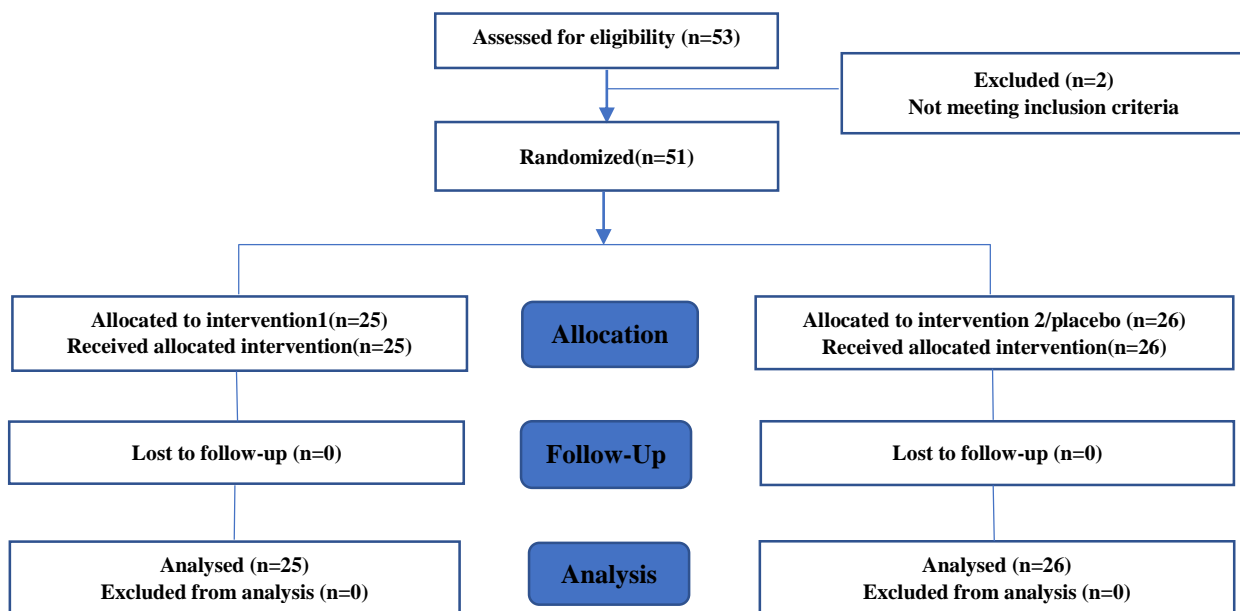 Assessed for eligibility (n=53)
Excluded (n=2)
Not meeting inclusion criteria
Randomized(n=51)
Allocated to intervention1(n=25)
Received allocated intervention(n=25)
Allocation
Allocated to intervention 2/placebo (n=26)
Received allocated intervention(n=26)
Lost to follow-up (n=0)
Follow-Up
Lost to follow-up (n=0)
Analysed (n=25)
Excluded from analysis (n=0)
Analysis
Analysed (n=26)
Excluded from analysis (n=0)